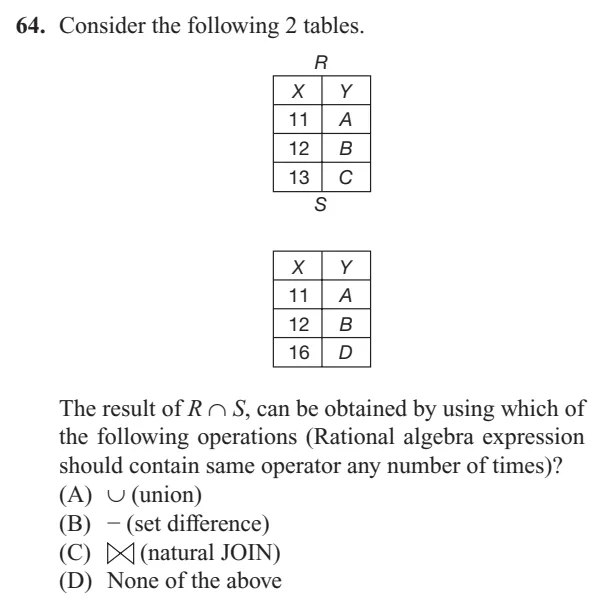 64. Consider the following 2 tables.
R
X Y
11 A
12 B
13 C
S
X Y
11 A
12 B
16 D
The result of R ∩ S, can be obtained by using which of
the following operations (Rational algebra expression
should contain same operator any number of times)?
(A) ∪ (union)
(B) − (set difference)
(C) ⋈ (natural JOIN)
(D) None of the above